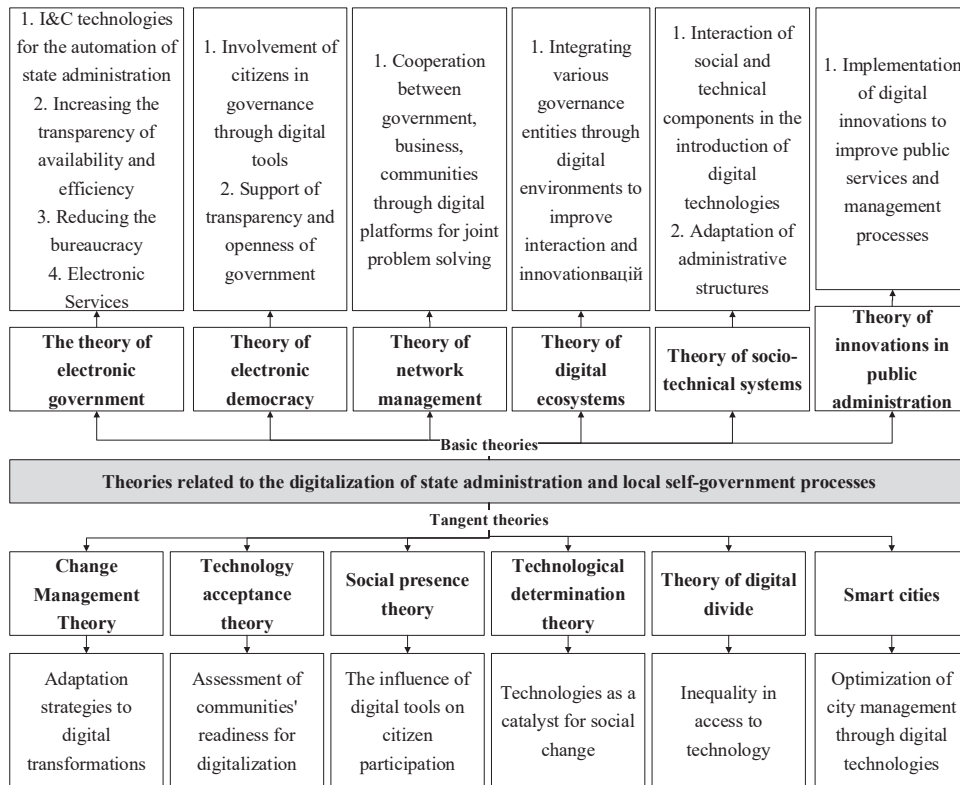 1. I&C technologies
for the automation of
state administration
2. Increasing the
transparency of
availability and
efficiency
3. Reducing the
bureaucracy
4. Electronic
Services
1. Involvement of
citizens in
governance
through digital
tools
2. Support of
transparency and
openness of
government
1. Cooperation
between
government,
business,
communities
through digital
platforms for joint
problem solving
1. Integrating
various
governance
entities through
digital
environments to
improve
interaction and
innovationвацій
1. Interaction of
social and
technical
components in the
introduction of
digital
technologies
2. Adaptation of
administrative
structures
1. Implementation
of digital
innovations to
improve public
services and
management
processes
The theory of
electronic
government
Theory of
electronic
democracy
Theory of
network
management
Theory of
digital
ecosystems
Theory of socio-
technical systems
Theory of
innovations in
public
administration
Basic theories
Theories related to the digitalization of state administration and local self-government processes
Tangent theories
Change
Management
Theory
Technology
acceptance
theory
Social presence
theory
Technological
determination
theory
Theory of digital
divide
Smart cities
Adaptation
strategies to
digital
transformations
Assessment of
communities'
readiness for
digitalization
The influence of
digital tools on
citizen
participation
Technologies as a
catalyst for social
change
Inequality in
access to
technology
Optimization of
city management
through digital
technologies